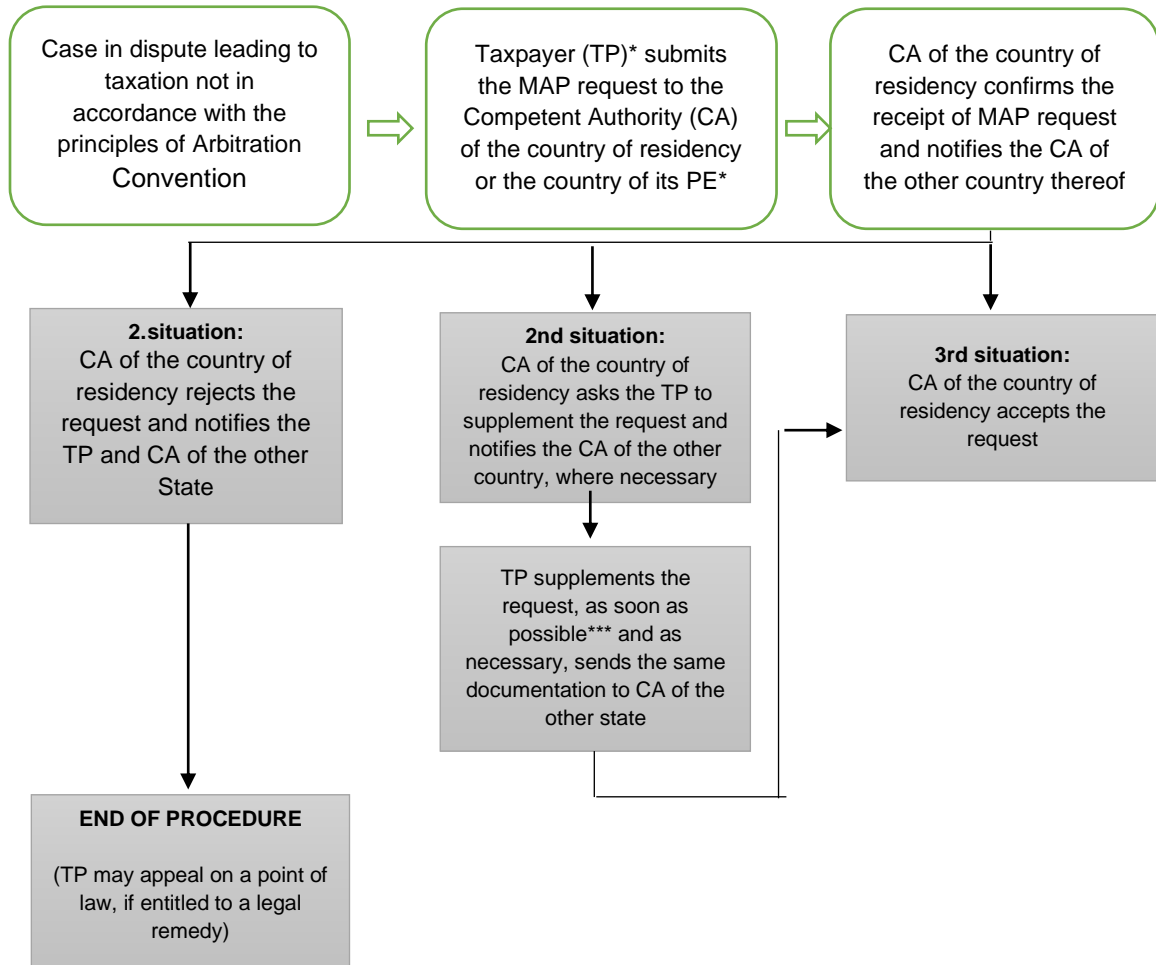 Case in dispute leading to
taxation not in
accordance with the
principles of Arbitration
Convention
Taxpayer (TP)* submits
the MAP request to the
Competent Authority (CA)
of the country of residency
or the country of its PE*
CA of the country of
residency confirms the
receipt of MAP request
and notifies the CA of
the other country thereof
2.situation:
CA of the country of
residency rejects the
request and notifies the
TP and CA of the other
State
2nd situation:
CA of the country of
residency asks the TP to
supplement the request and
notifies the CA of the other
country, where necessary
3rd situation:
CA of the country of
residency accepts the
request
TP supplements the
request, as soon as
possible*** and as
necessary, sends the same
documentation to CA of the
other state
END OF PROCEDURE
(TP may appeal on a point of
law, if entitled to a legal
remedy)